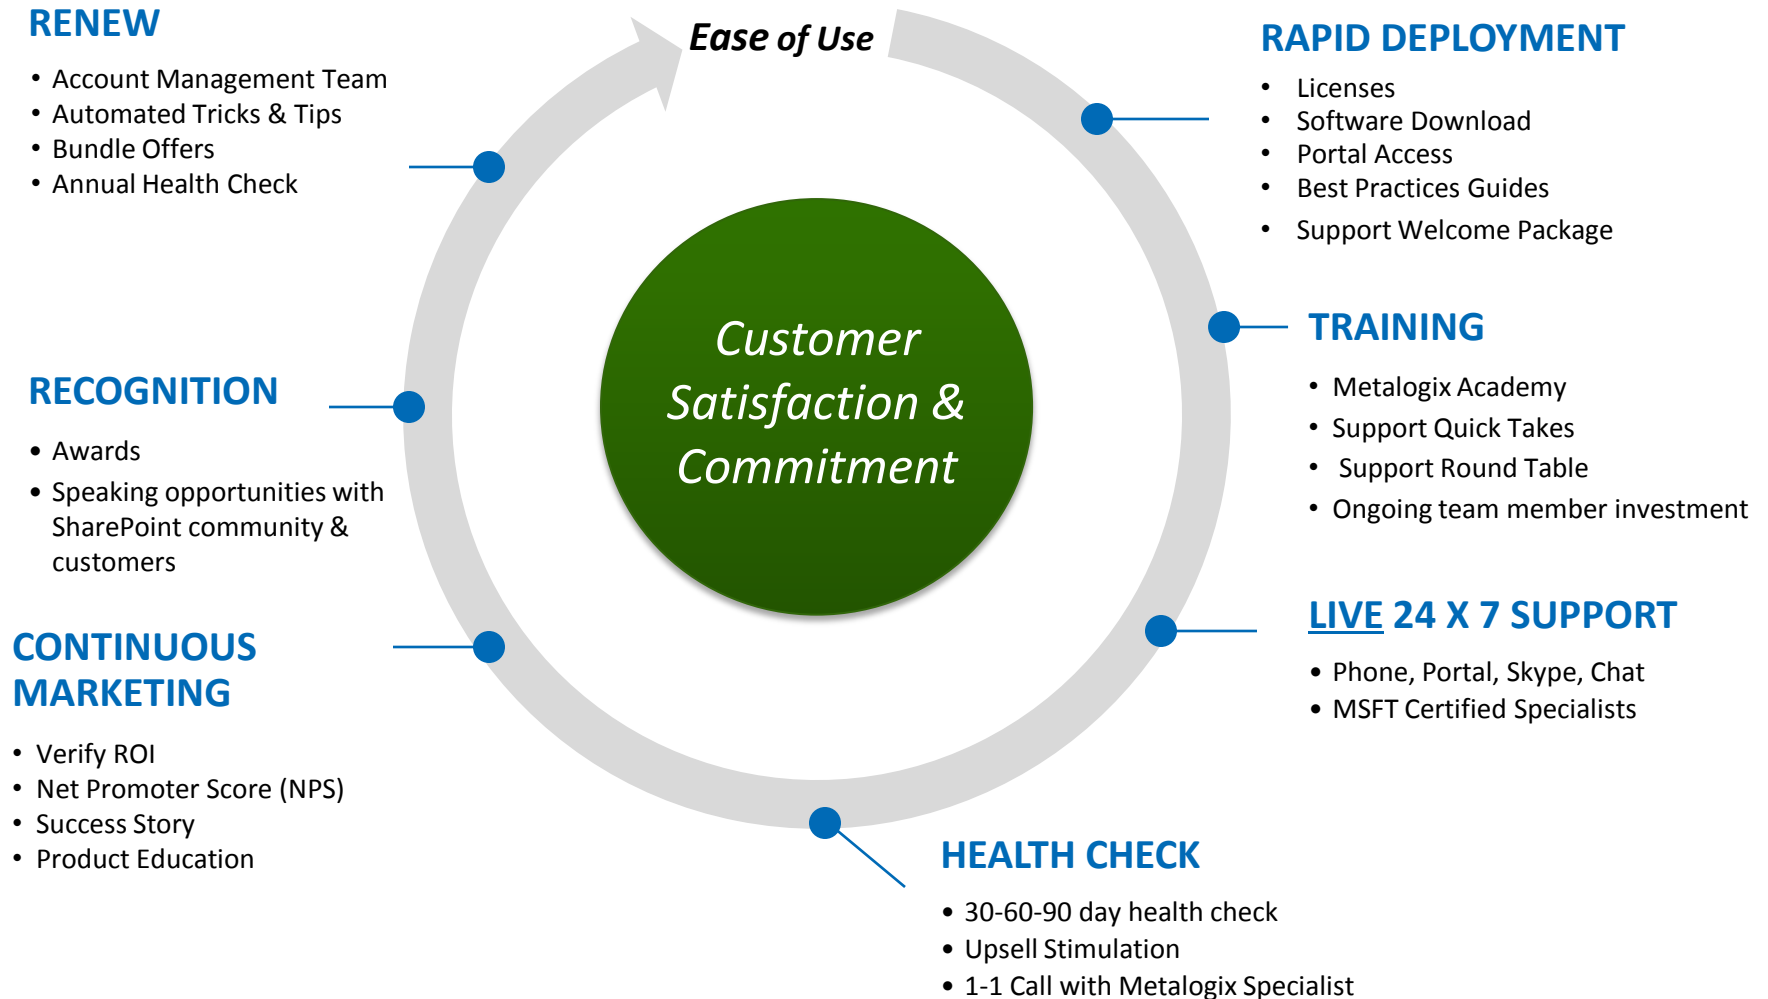 Ease of Use
RAPID DEPLOYMENT
• Licenses
• Software Download
• Portal Access
• Best Practices Guides
• Support Welcome Package
TRAINING
• Metalogix Academy
• Support Quick Takes
• Support Round Table
• Ongoing team member investment
LIVE 24 X 7 SUPPORT
• Phone, Portal, Skype, Chat
• MSFT Certified Specialists
HEALTH CHECK
• 30-60-90 day health check
• Upsell Stimulation
• 1-1 Call with Metalogix Specialist
CONTINUOUS
MARKETING
• Verify ROI
• Net Promoter Score (NPS)
• Success Story
• Product Education
RECOGNITION
• Awards
• Speaking opportunities with
SharePoint community &
customers
RENEW
• Account Management Team
• Automated Tricks & Tips
• Bundle Offers
• Annual Health Check
Customer
Satisfaction &
Commitment